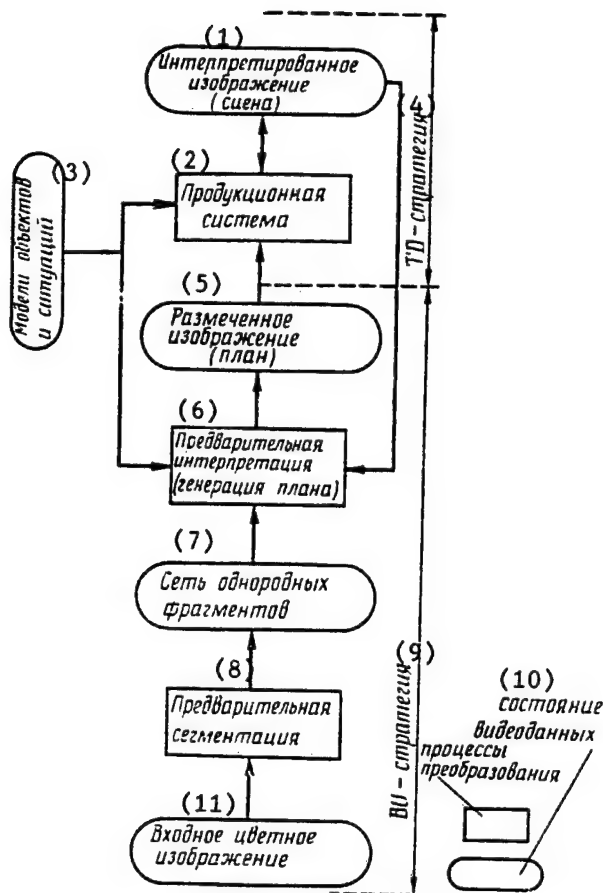 (1)
Интерпретированное
изображение
(сцена)
(2)
Продукционная
система
(3)
Модели объектов
и ситуаций
(4)
TD-стратегия
(5)
Размеченное
изображение
(план)
(6)
Предварительная
интерпретация
(генерация плана)
(7)
Сеть однородных
фрагментов
(8)
Предварительная
сегментация
(9)
BU-стратегия
(10)
состояние
видеоданных
процессы
преобразования
(11)
Входное цветное
изображение